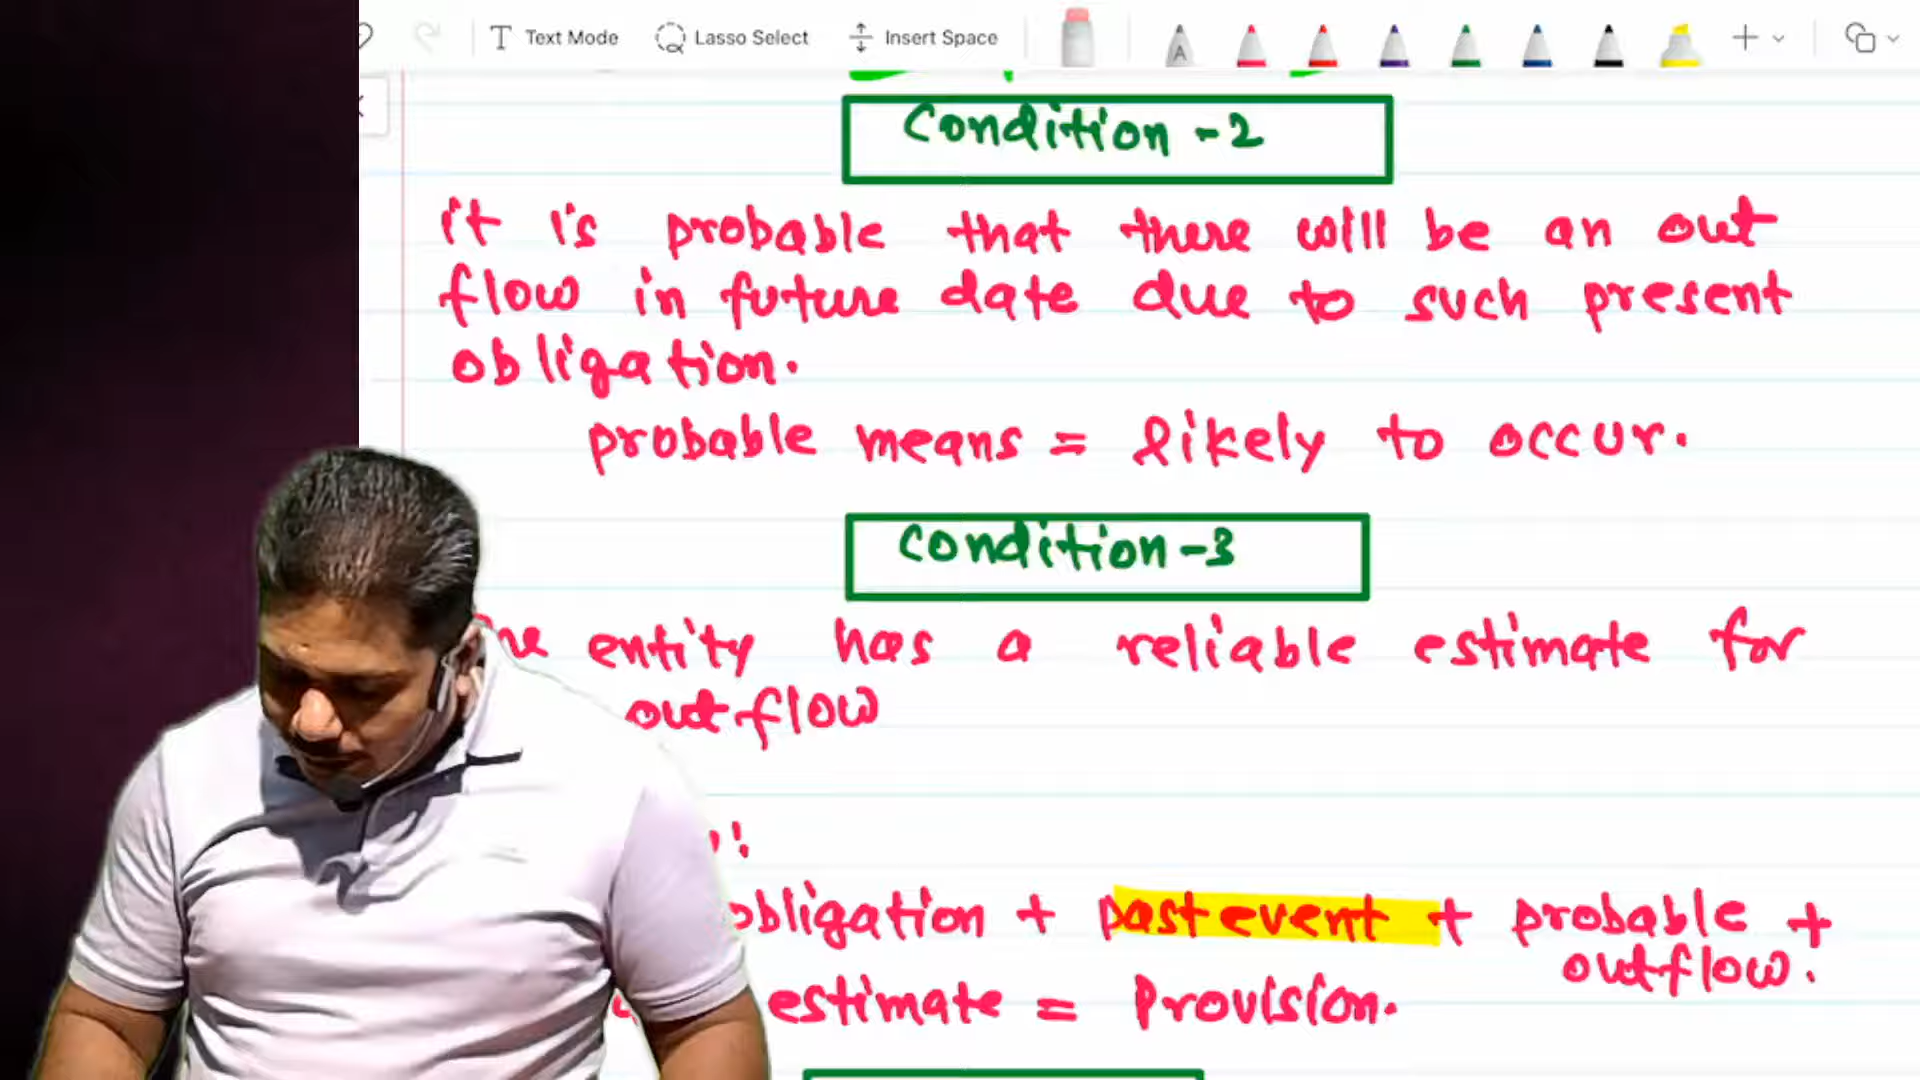 Text Mode Lasso Select Insert Space
A
Condition-2
it is probable that there will be an out
flow in future date due to such present
obligation.
probable means = likely to occur.
Condition-3
entity has a reliable estimate for
outflow
obligation + past event + probable +
outflow.
estimate = Provision.